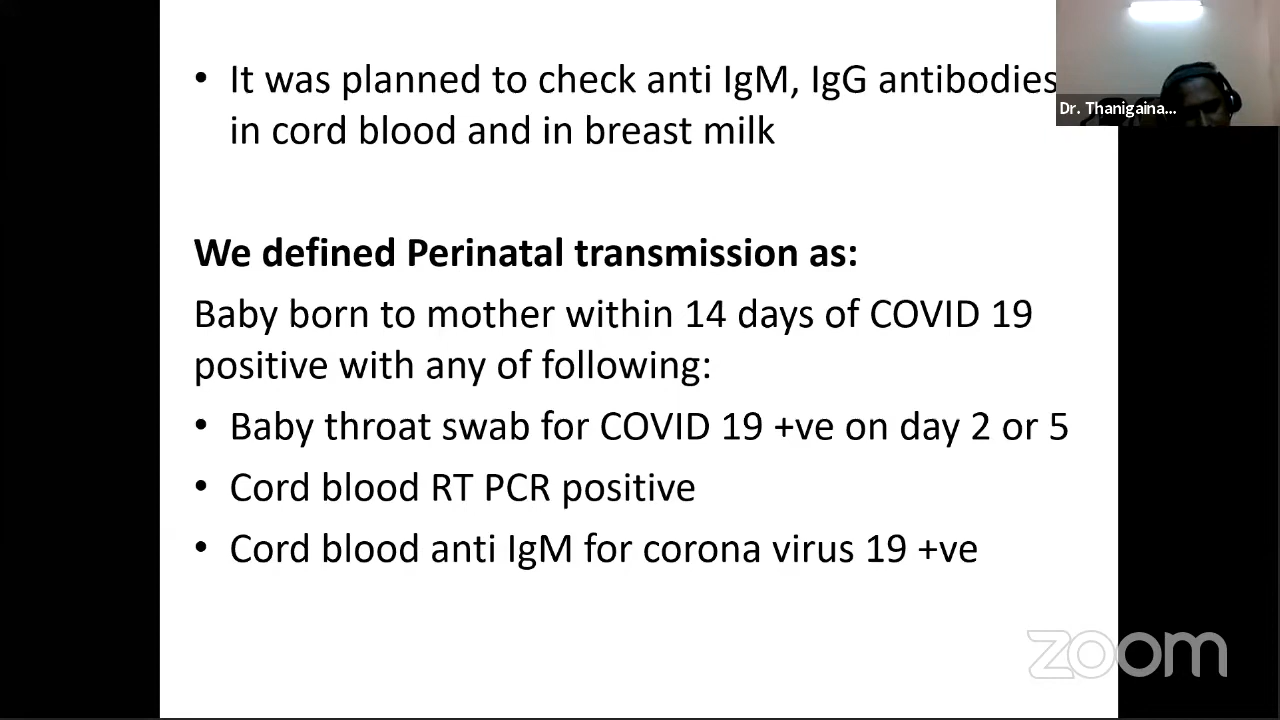 • It was planned to check anti IgM, IgG antibodies
in cord blood and in breast milk
Dr. Thanigaina...
We defined Perinatal transmission as:
Baby born to mother within 14 days of COVID 19
positive with any of following:
• Baby throat swab for COVID 19 +ve on day 2 or 5
• Cord blood RT PCR positive
• Cord blood anti IgM for corona virus 19 +ve
zoom